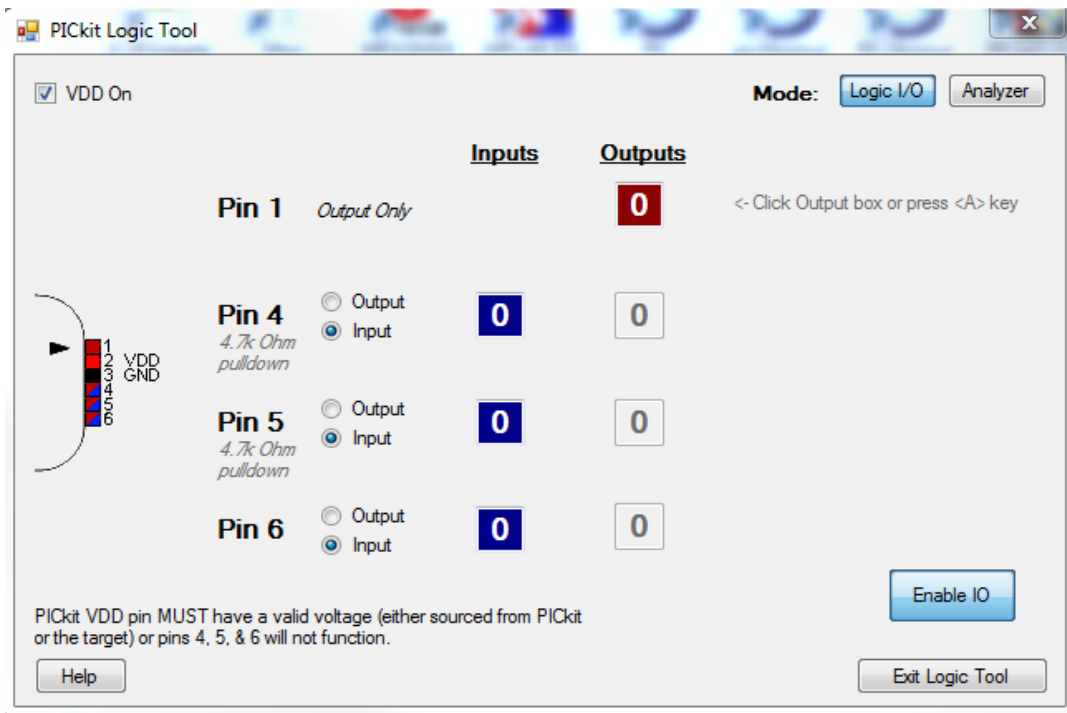 PICkit Logic Tool
VDD On
Mode: Logic I/O Analyzer
Inputs Outputs
Pin 1 Output Only 0 <- Click Output box or press <A> key
Pin 4
4.7k Ohm
pulldown
Output
Input
0 0
1
2 VDD
3 GND
4
5
6
Pin 5
4.7k Ohm
pulldown
Output
Input
0 0
Pin 6
Output
Input
0 0
Enable IO
PICkit VDD pin MUST have a valid voltage (either sourced from PICkit
or the target) or pins 4, 5, & 6 will not function.
Help Exit Logic Tool